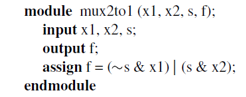 module mux2to1 (x1, x2, s, f);
input x1, x2, s;
output f;
assign f = (∼s & x1) | (s & x2);
endmodule